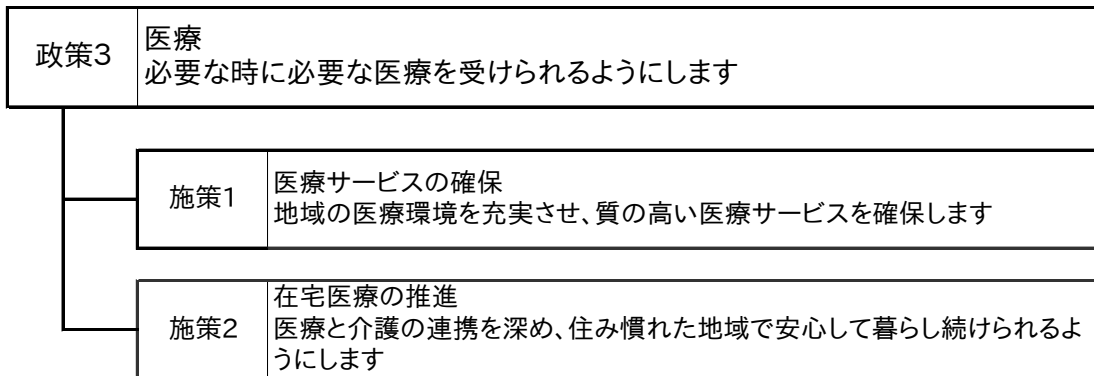 政策3
医療
必要な時に必要な医療を受けられるようにします
施策1
医療サービスの確保
地域の医療環境を充実させ、質の高い医療サービスを確保します
施策2
在宅医療の推進
医療と介護の連携を深め、住み慣れた地域で安心して暮らし続けられるよ
うにします